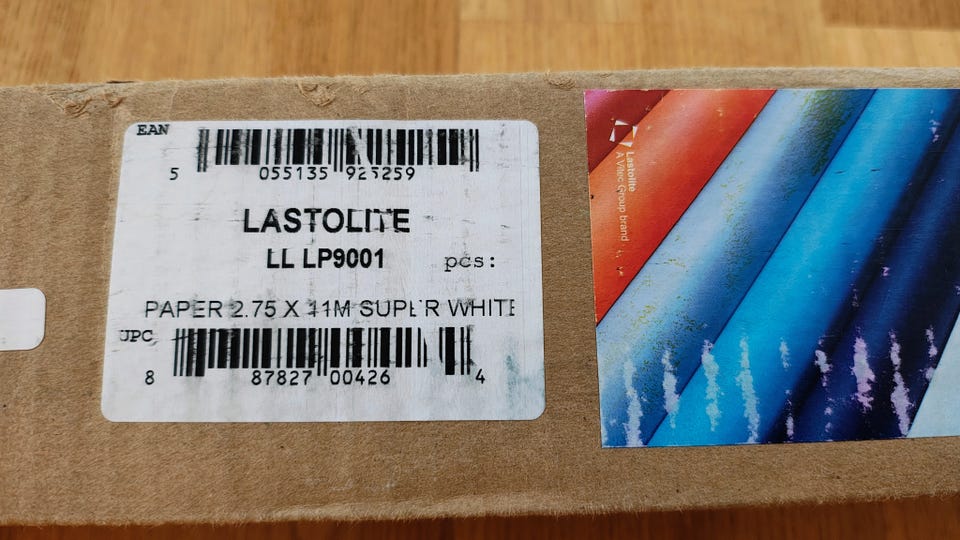 EAN
5 055135 925259
LASTOLITE
LL LP9001 pcs:
PAPER 2.75 X 11M SUPER WHITE
UPC
8 87827 00426 4
Lastolite
A Vitec Group brand